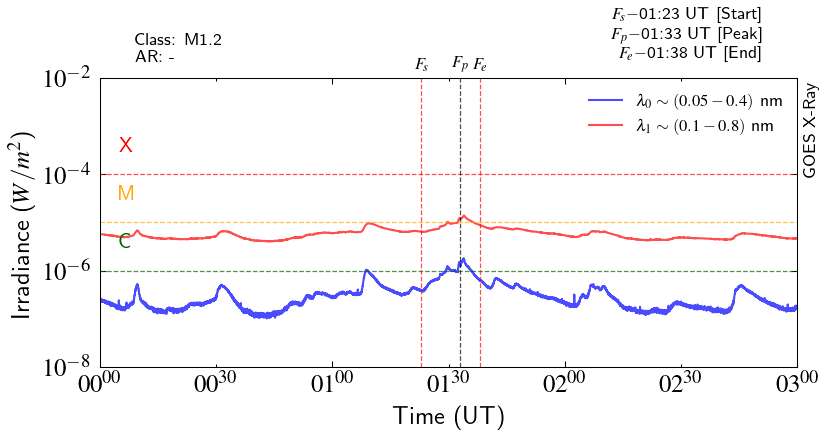 F_s−01:23 UT [Start]
Class: M1.2
F_p−01:33 UT [Peak]
AR: -
F_e−01:38 UT [End]
F_s F_p F_e
10^−2
λ_0 ∼ (0.05 − 0.4) nm
λ_1 ∼ (0.1 − 0.8) nm
GOES X-Ray
X
10^−4
M
Irradiance (W/m^2)
C
10^−6
10^−8
00^00 00^30 01^00 01^30 02^00 02^30 03^00
Time (UT)